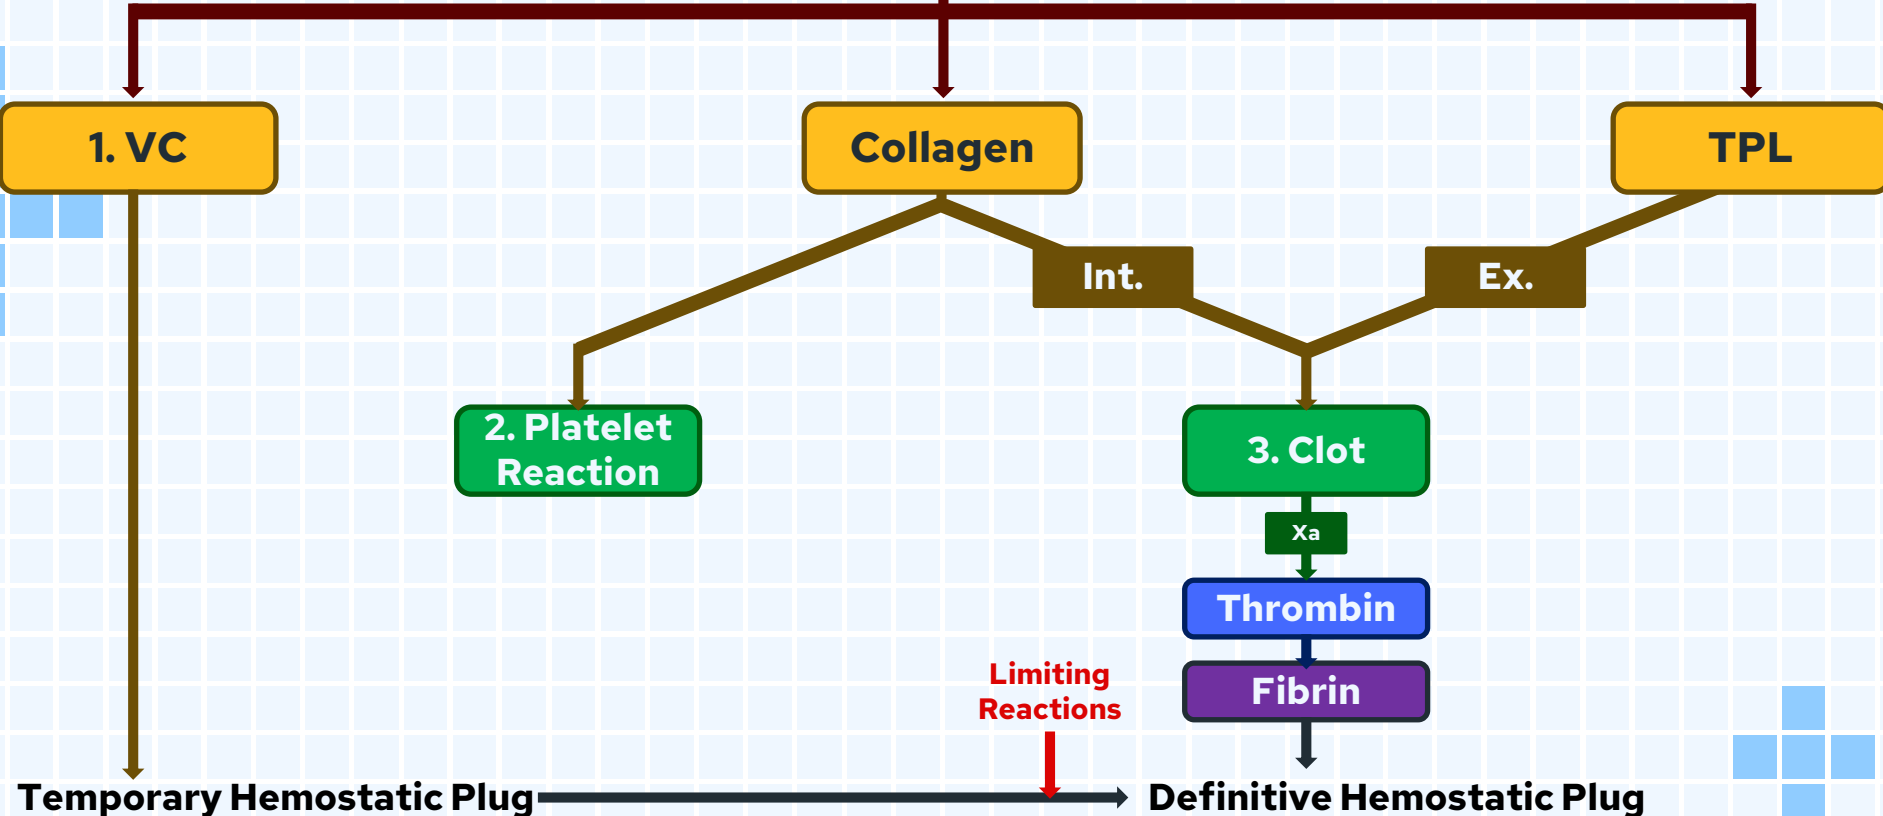 1. VC
Collagen
TPL
Int.
Ex.
2. Platelet
Reaction
3. Clot
Xa
Thrombin
Limiting
Reactions
Fibrin
Temporary Hemostatic Plug
Definitive Hemostatic Plug